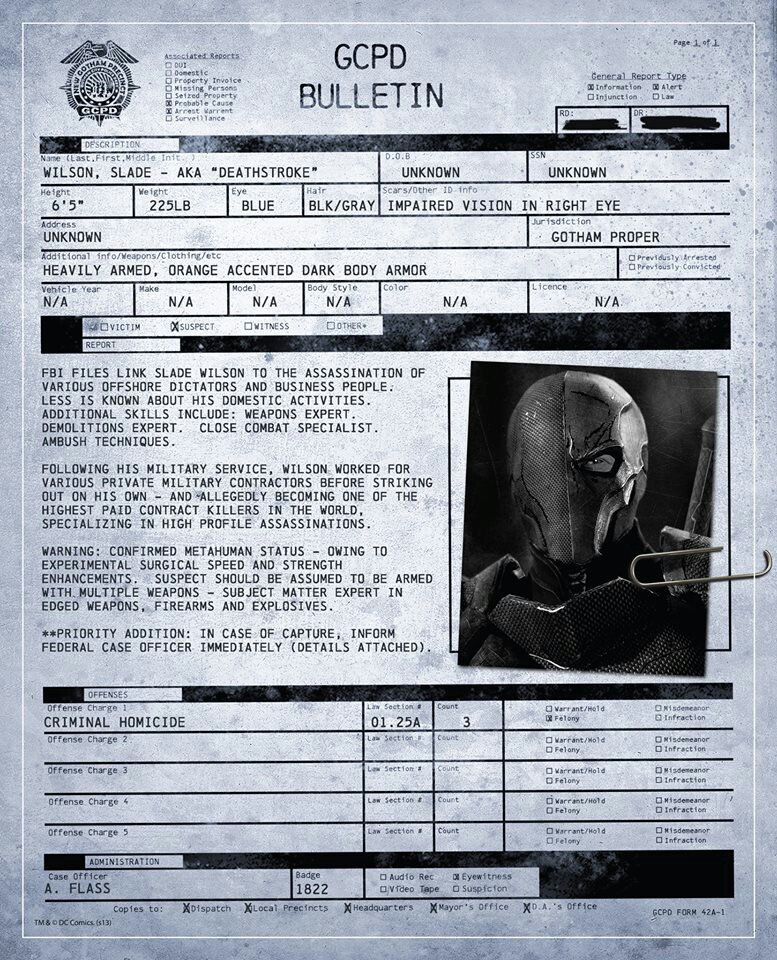 GCPD
BULLETIN
Page 1 of 1
NEW GOTHAM PRECINCT
GCPD
Associated Reports
DUI
Domestic
Property Invoice
Missing Persons
Seized Property
Probable Cause
Arrest Warrant
Surveillance
General Report Type
Information Alert
Injunction Law
RD: DR:
DESCRIPTION
Name (Last,First,Middle Init. ) D.O.B SSN
WILSON, SLADE - AKA "DEATHSTROKE" UNKNOWN UNKNOWN
Height Weight Eye Hair Scars/Other ID info
6'5" 225LB BLUE BLK/GRAY IMPAIRED VISION IN RIGHT EYE
Address Jurisdiction
UNKNOWN GOTHAM PROPER
Additional info/Weapons/Clothing/etc
HEAVILY ARMED, ORANGE ACCENTED DARK BODY ARMOR
Previously Arrested
Previously Convicted
Vehicle Year Make Model Body Style Color Licence
N/A N/A N/A N/A N/A N/A
VICTIM SUSPECT WITNESS OTHER*
REPORT
FBI FILES LINK SLADE WILSON TO THE ASSASSINATION OF
VARIOUS OFFSHORE DICTATORS AND BUSINESS PEOPLE.
LESS IS KNOWN ABOUT HIS DOMESTIC ACTIVITIES.
ADDITIONAL SKILLS INCLUDE: WEAPONS EXPERT.
DEMOLITIONS EXPERT. CLOSE COMBAT SPECIALIST.
AMBUSH TECHNIQUES.
FOLLOWING HIS MILITARY SERVICE, WILSON WORKED FOR
VARIOUS PRIVATE MILITARY CONTRACTORS BEFORE STRIKING
OUT ON HIS OWN - AND ALLEGEDLY BECOMING ONE OF THE
HIGHEST PAID CONTRACT KILLERS IN THE WORLD,
SPECIALIZING IN HIGH PROFILE ASSASSINATIONS.
WARNING: CONFIRMED METAHUMAN STATUS - OWING TO
EXPERIMENTAL SURGICAL SPEED AND STRENGTH
ENHANCEMENTS. SUSPECT SHOULD BE ASSUMED TO BE ARMED
WITH MULTIPLE WEAPONS - SUBJECT MATTER EXPERT IN
EDGED WEAPONS, FIREARMS AND EXPLOSIVES.
**PRIORITY ADDITION: IN CASE OF CAPTURE, INFORM
FEDERAL CASE OFFICER IMMEDIATELY (DETAILS ATTACHED).
OFFENSES
Offense Charge 1 Law Section # Count Warrant/Hold Misdemeanor
CRIMINAL HOMICIDE 01.25A 3 Felony Infraction
Offense Charge 2 Law Section # Count Warrant/Hold Misdemeanor
Felony Infraction
Offense Charge 3 Law Section # Count Warrant/Hold Misdemeanor
Felony Infraction
Offense Charge 4 Law Section # Count Warrant/Hold Misdemeanor
Felony Infraction
Offense Charge 5 Law Section # Count Warrant/Hold Misdemeanor
Felony Infraction
ADMINISTRATION
Case Officer Badge Audio Rec Eyewitness
A. FLASS 1822 Video Tape Suspicion
Copies to: Dispatch Local Precincts Headquarters Mayor's Office D.A.'s Office
GCPD FORM 42A-1
TM & © DC Comics. (s13)